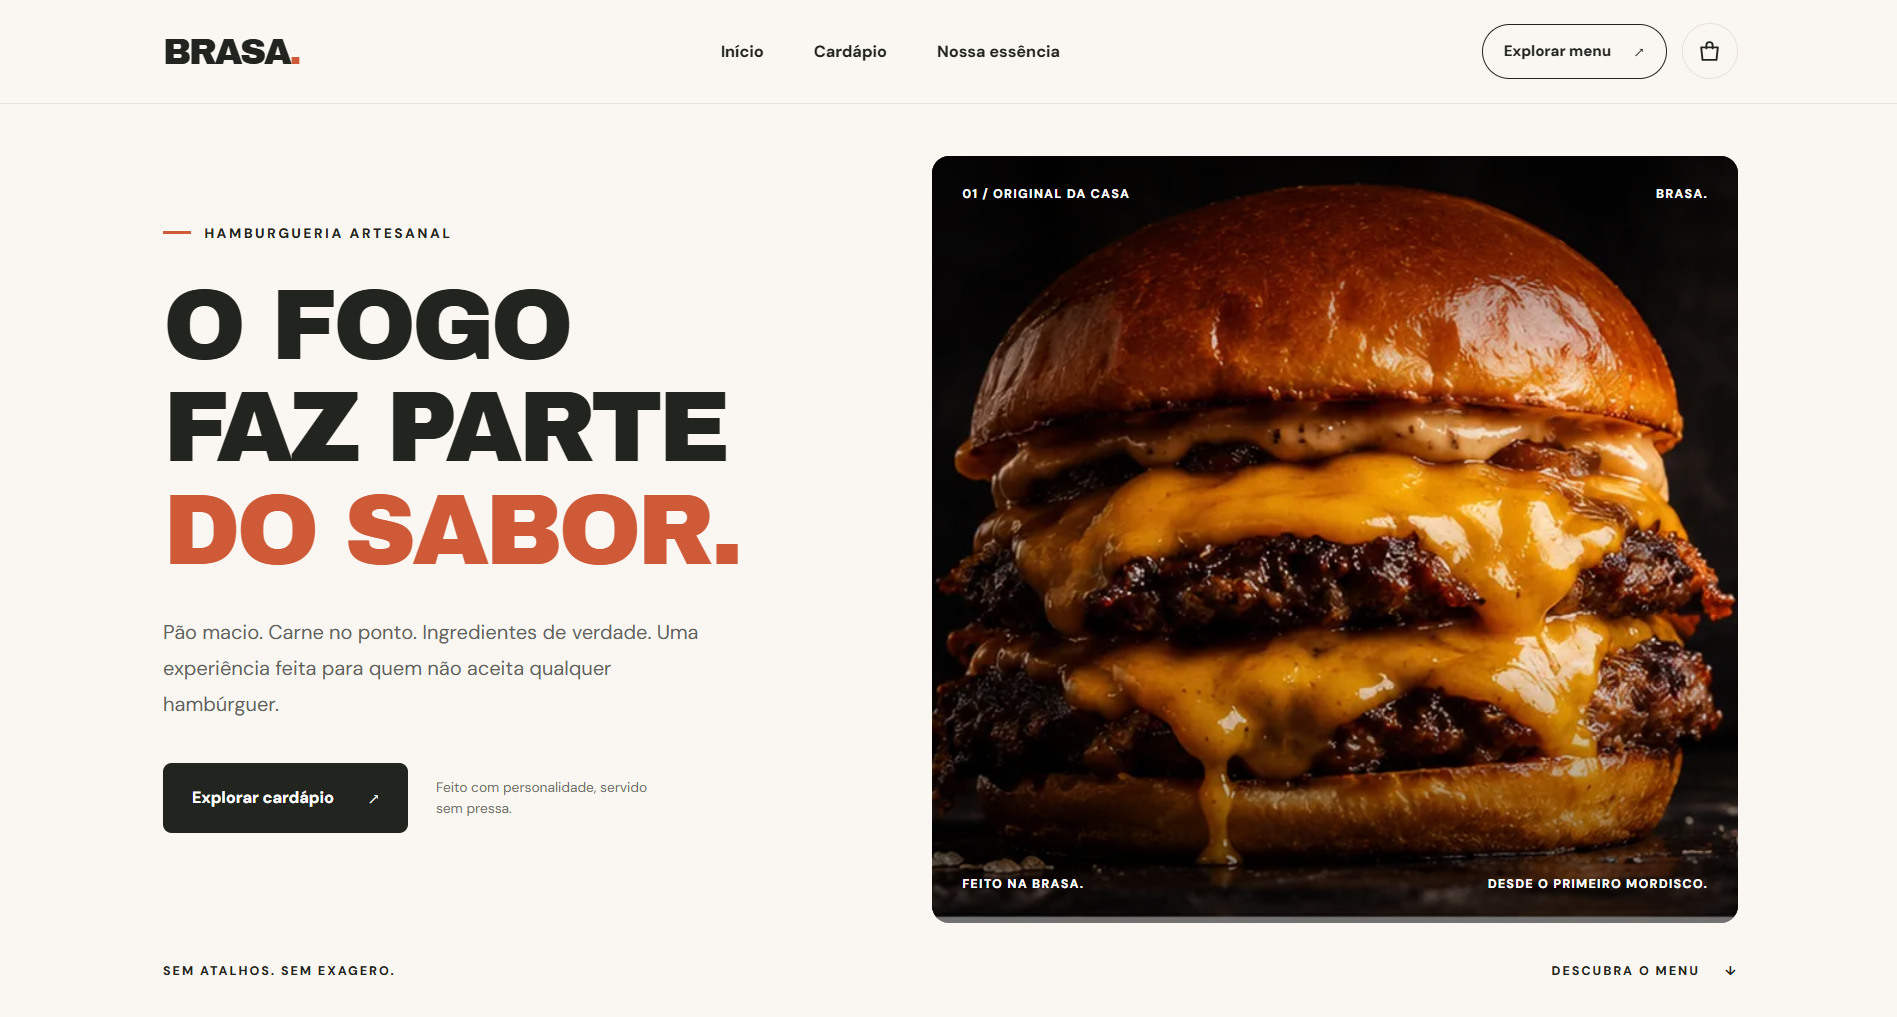 BRASA.
Início
Cardápio
Nossa essência
Explorar menu ↗
01 / ORIGINAL DA CASA
BRASA.
HAMBURGUERIA ARTESANAL
O FOGO
FAZ PARTE
DO SABOR.
Pão macio. Carne no ponto. Ingredientes de verdade. Uma
experiência feita para quem não aceita qualquer
hambúrguer.
Explorar cardápio ↗
Feito com personalidade, servido
sem pressa.
FEITO NA BRASA.
DESDE O PRIMEIRO MORDISCO.
SEM ATALHOS. SEM EXAGERO.
DESCUBRA O MENU ↓